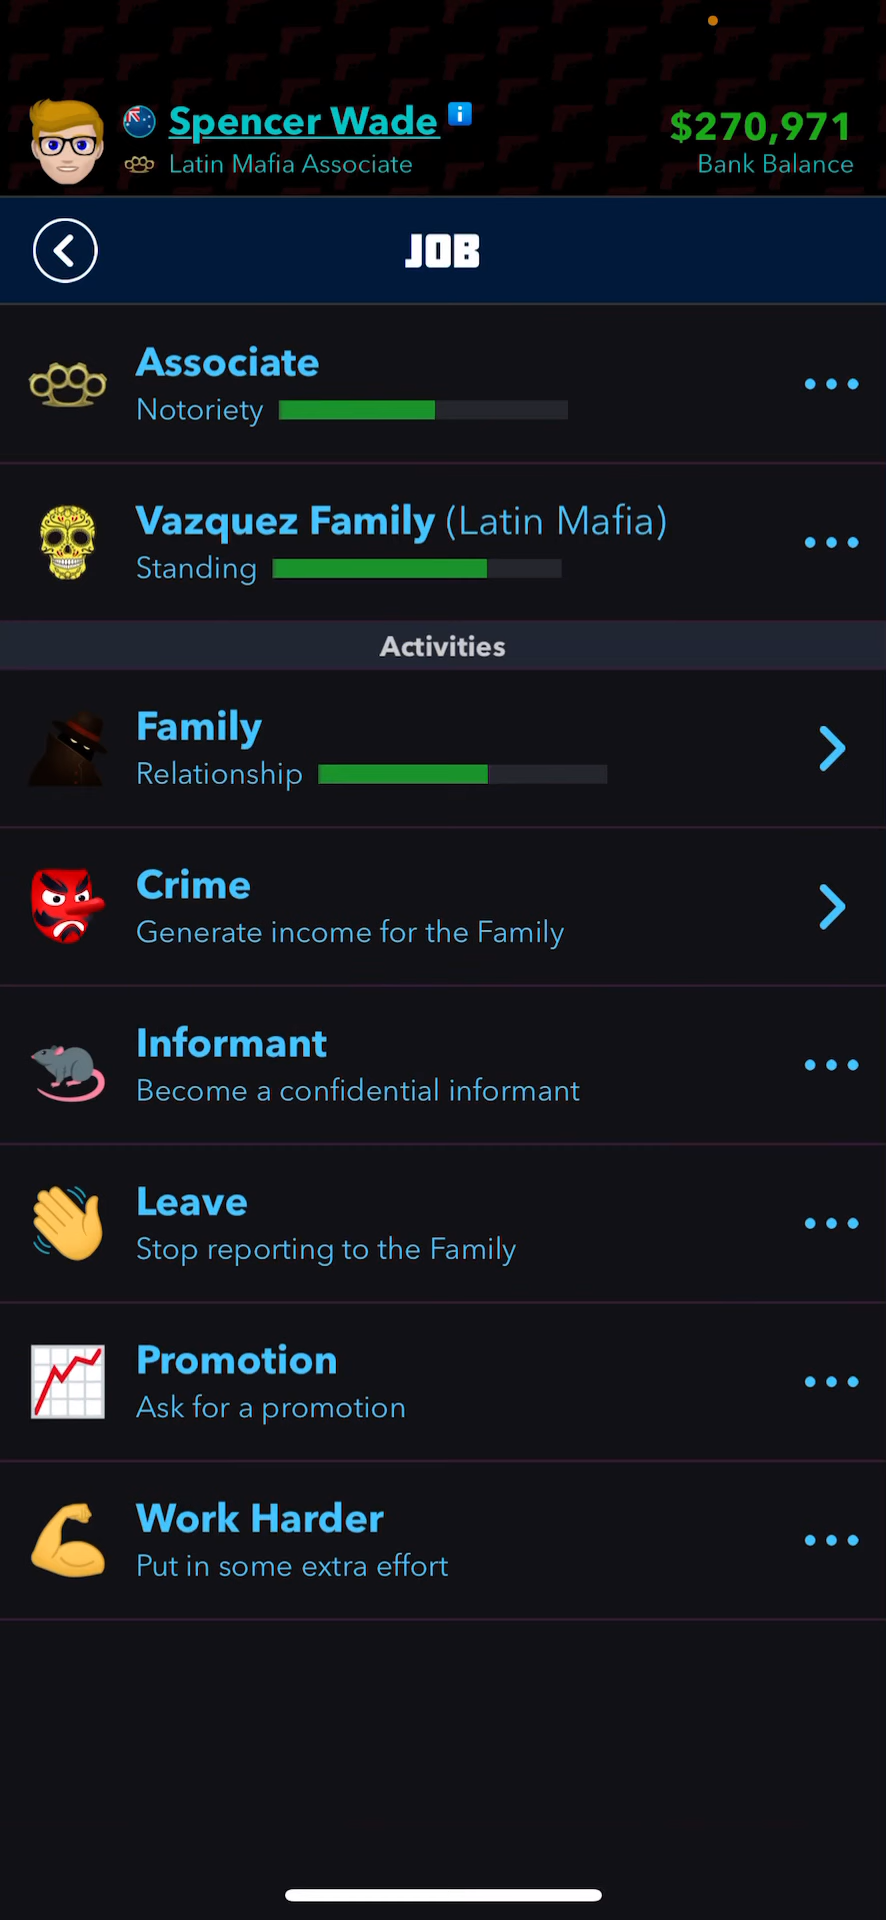 Spencer Wade
$270,971
Latin Mafia Associate
Bank Balance
JOB
Associate
Notoriety
Vazquez Family (Latin Mafia)
Standing
Activities
Family
Relationship
Crime
Generate income for the Family
Informant
Become a confidential informant
Leave
Stop reporting to the Family
Promotion
Ask for a promotion
Work Harder
Put in some extra effort